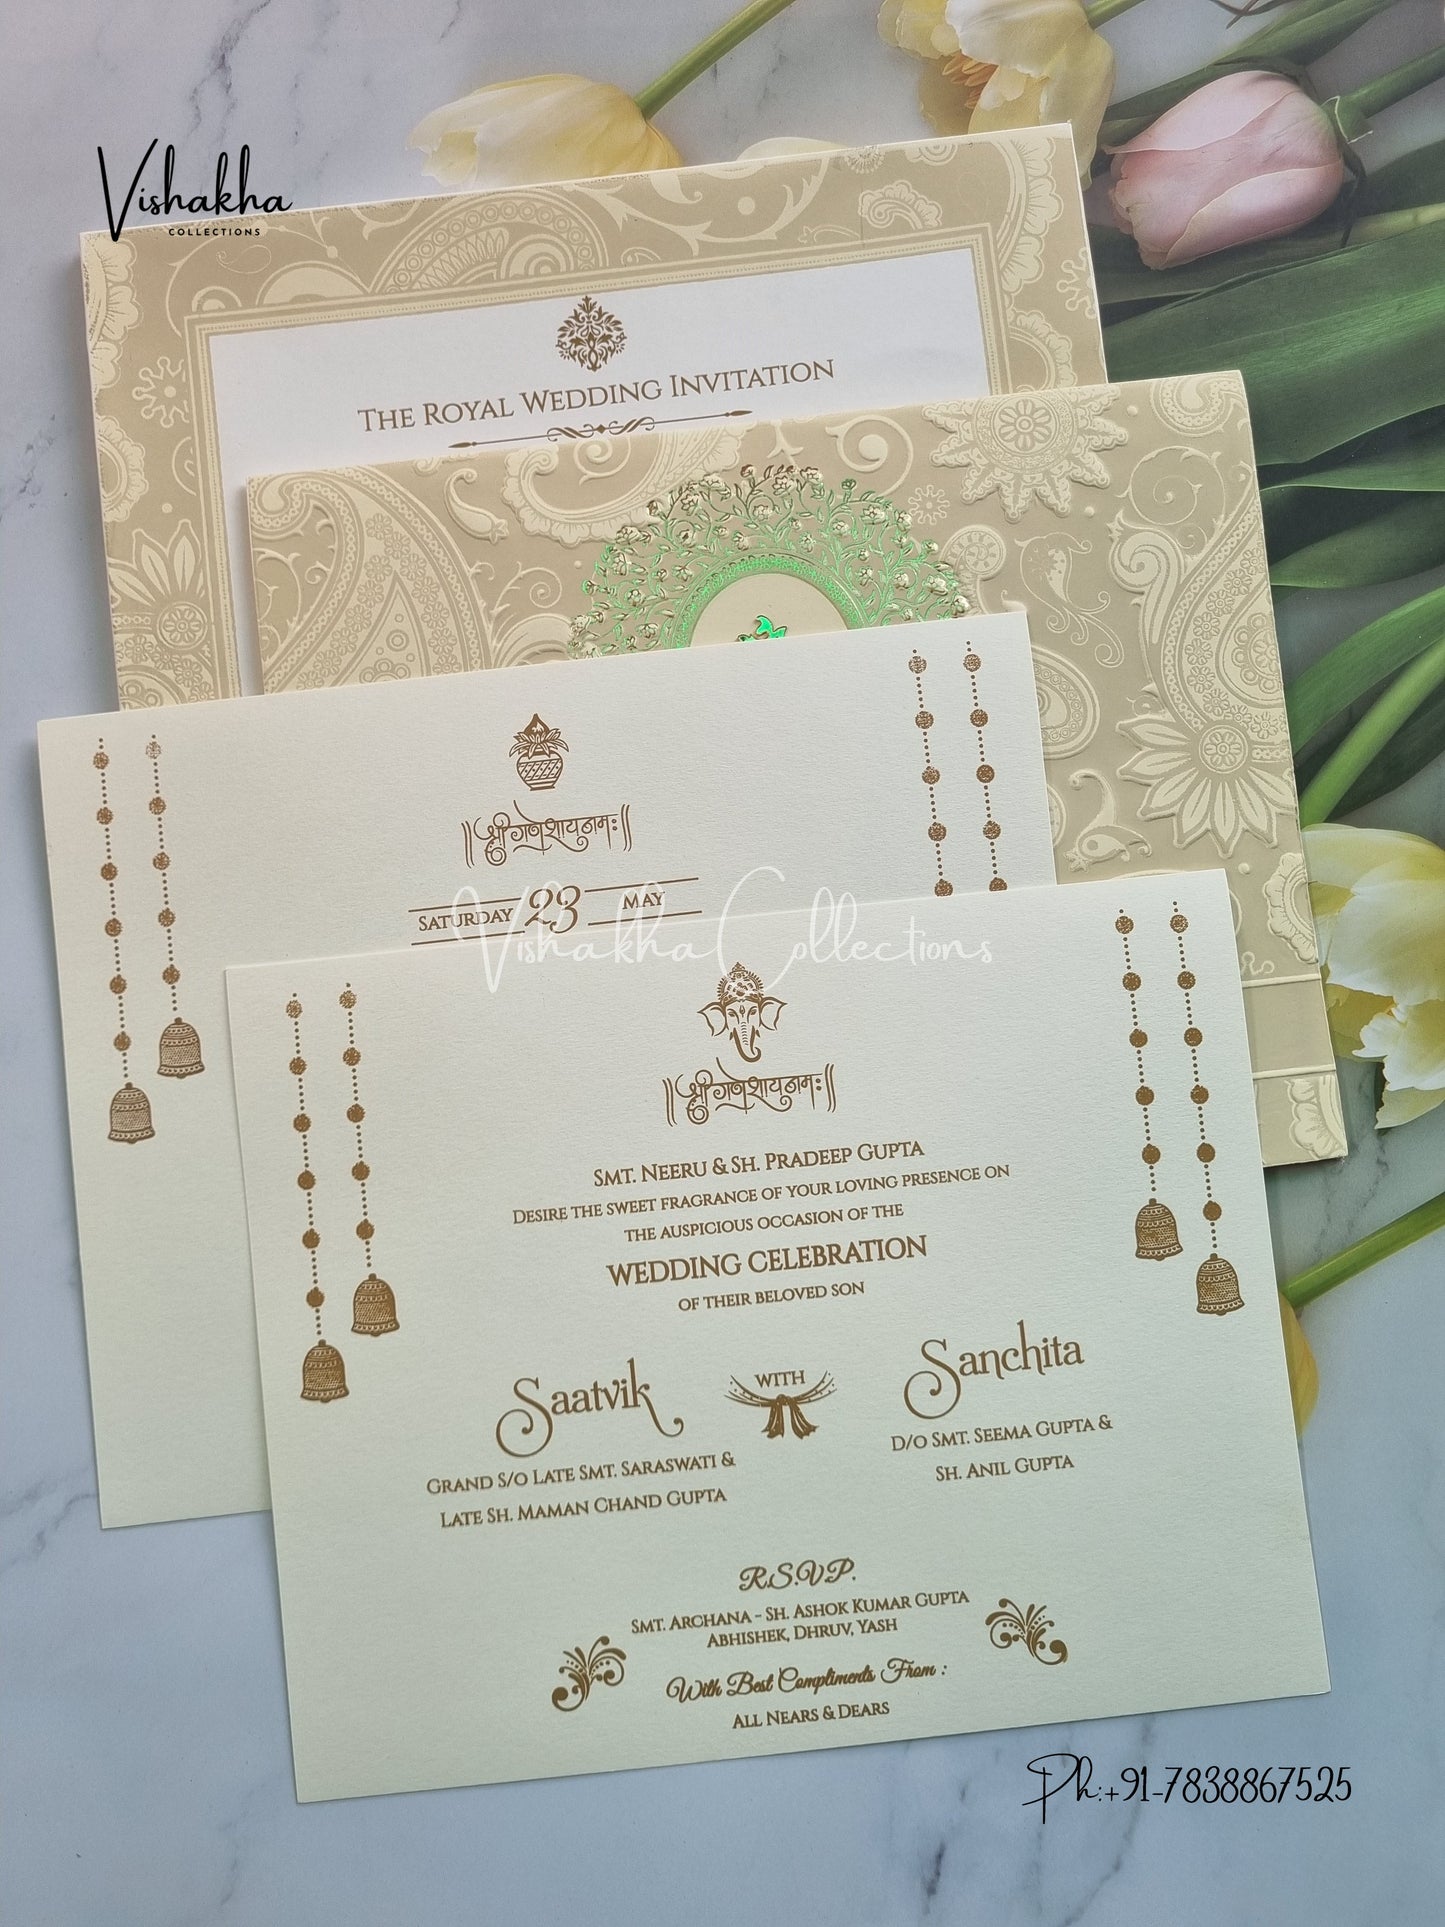 Vishakha
COLLECTIONS
THE ROYAL WEDDING INVITATION
|| श्री गणेशाय नमः ||
SATURDAY 23 MAY
Vishakha Collections
|| श्री गणेशाय नमः ||
SMT. NEERU & SH. PRADEEP GUPTA
DESIRE THE SWEET FRAGRANCE OF YOUR LOVING PRESENCE ON
THE AUSPICIOUS OCCASION OF THE
WEDDING CELEBRATION
OF THEIR BELOVED SON
Saatvik
WITH
Sanchita
GRAND S/O LATE SMT. SARASWATI &
LATE SH. MAMAN CHAND GUPTA
D/O SMT. SEEMA GUPTA &
SH. ANIL GUPTA
R.S.V.P.
SMT. ARCHANA - SH. ASHOK KUMAR GUPTA
ABHISHEK, DHRUV, YASH
With Best Compliments From :
ALL NEARS & DEARS
Ph:+91-7838867525